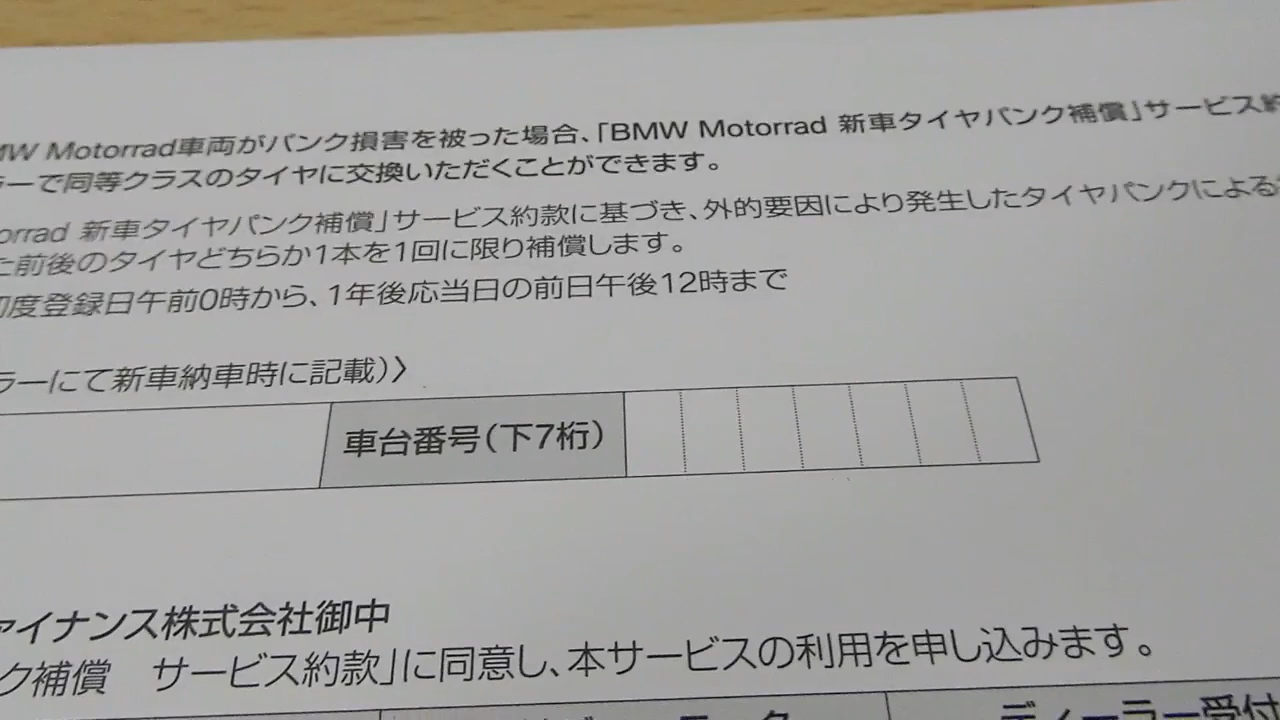 MW Motorrad車両がパンク損害を被った場合、「BMW Motorrad 新車タイヤパンク補償」サービス約
ラーで同等クラスのタイヤに交換いただくことができます。
orrad 新車タイヤパンク補償」サービス約款に基づき、外的要因により発生したタイヤパンクによる
た前後のタイヤどちらか1本を1回に限り補償します。
初度登録日午前0時から、1年後応当日の前日午後12時まで
ラーにて新車納車時に記載)〉
車台番号(下7桁)
ァイナンス株式会社御中
ク補償 サービス約款」に同意し、本サービスの利用を申し込みます。
ディーラー受付